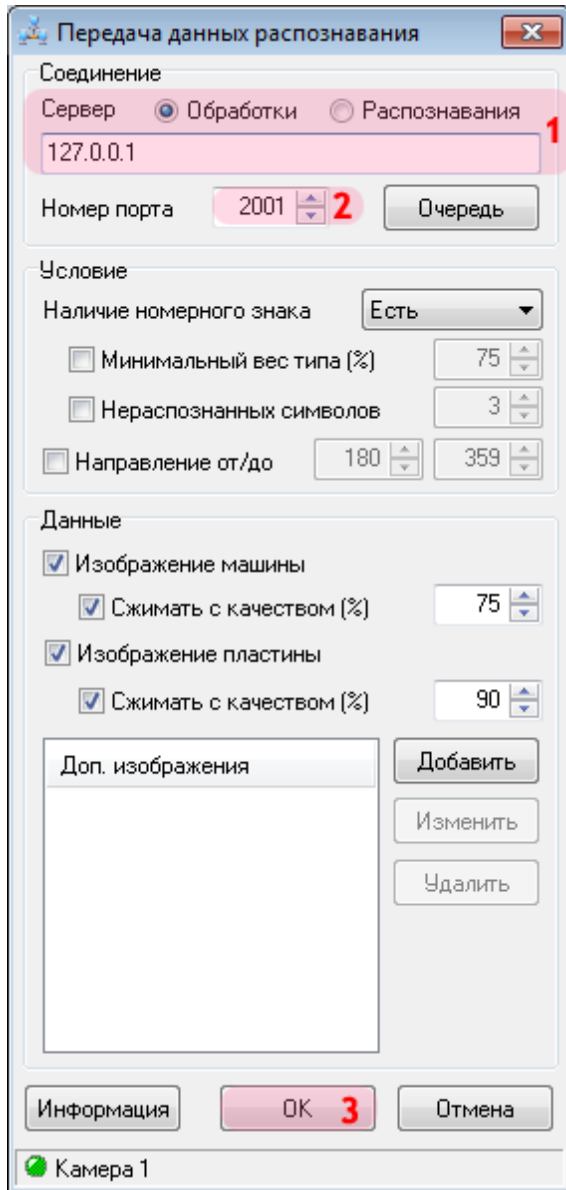 Передача данных распознавания
Соединение
Сервер Обработки Распознавания
1
127.0.0.1
Номер порта 2001 2 Очередь
Условие
Наличие номерного знака Есть
Минимальный вес типа (%) 75
Нераспознанных символов 3
Направление от/до 180 359
Данные
Изображение машины
Сжимать с качеством (%) 75
Изображение пластины
Сжимать с качеством (%) 90
Доп. изображения Добавить
Изменить
Удалить
Информация OK 3 Отмена
Камера 1